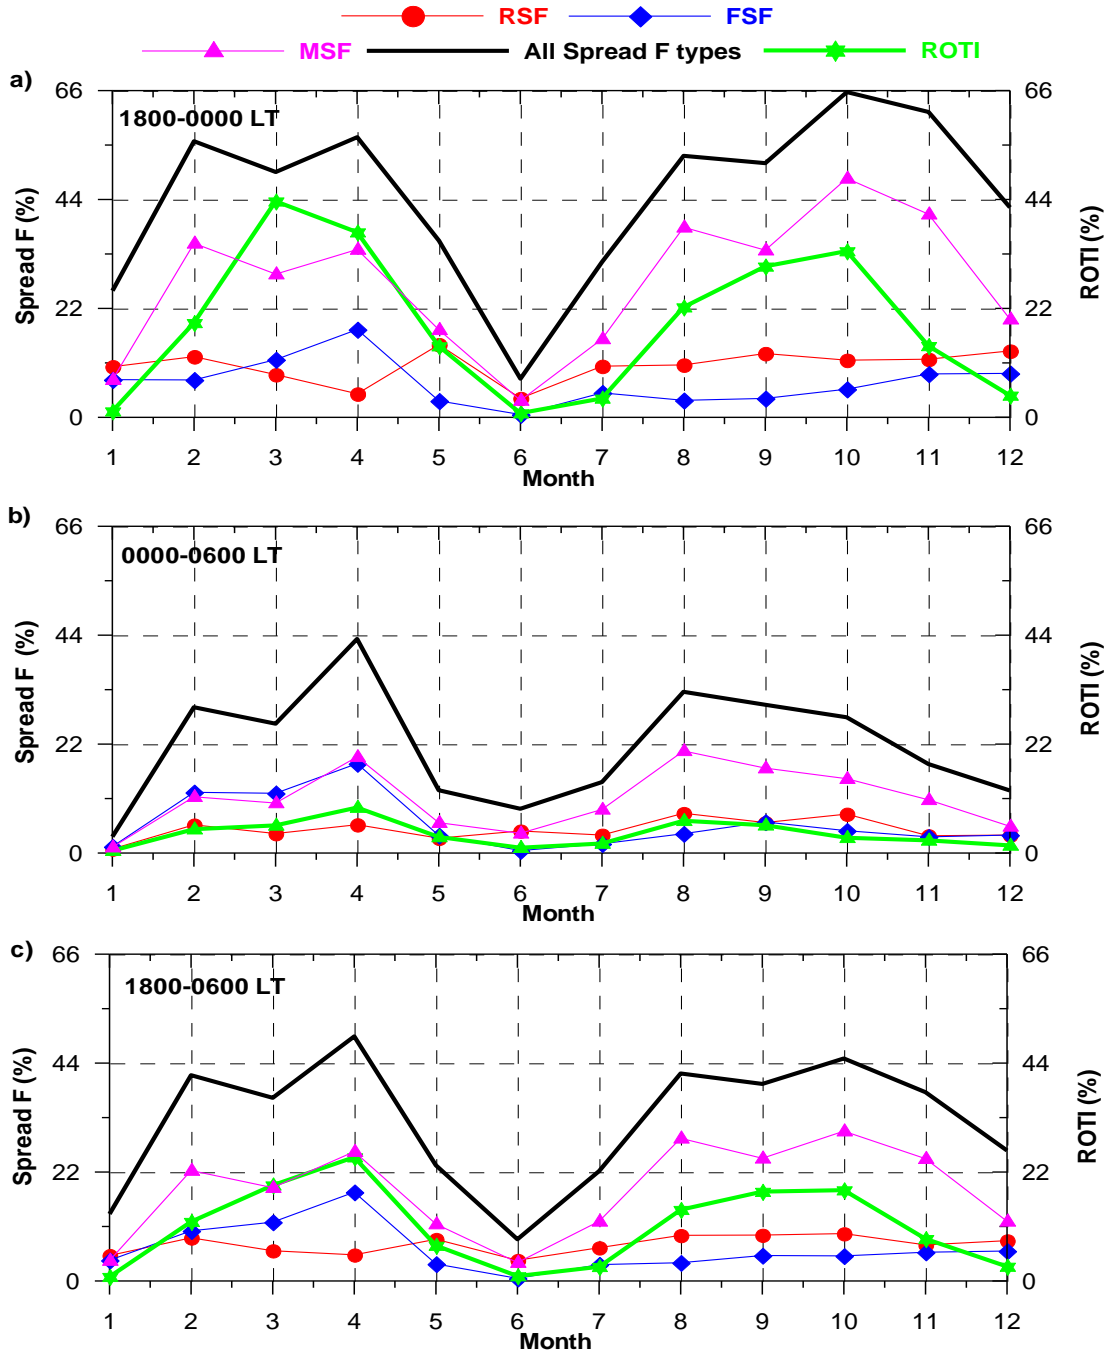 RSF FSF
MSF All Spread F types ROTI
a)
66 66
1800-0000 LT
44 44
Spread F (%) ROTI (%)
22 22
0 0
1 2 3 4 5 6 7 8 9 10 11 12
Month
b)
66 66
0000-0600 LT
44 44
Spread F (%) ROTI (%)
22 22
0 0
1 2 3 4 5 6 7 8 9 10 11 12
Month
c)
66 66
1800-0600 LT
44 44
Spread F (%) ROTI (%)
22 22
0 0
1 2 3 4 5 6 7 8 9 10 11 12
Month